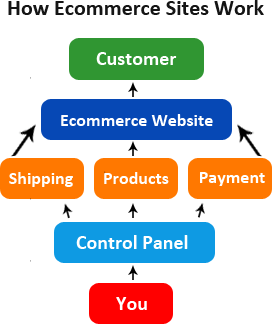 How Ecommerce Sites Work
Customer
Ecommerce Website
Shipping
Products
Payment
Control Panel
You